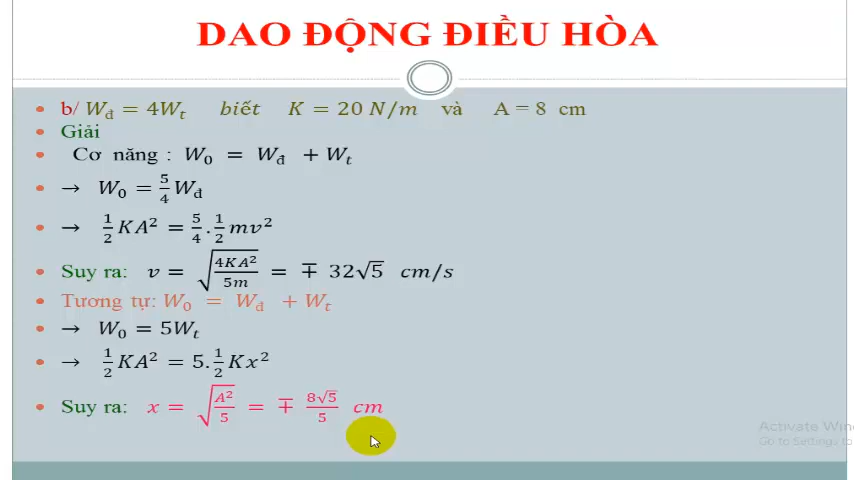 DAO ĐỘNG ĐIỀU HÒA
• b/ W_đ = 4W_t biết K = 20 N/m và A = 8 cm
• Giải
• Cơ năng : W₀ = W_đ + W_t
• → W₀ = 5/4 W_đ
• → 1/2 KA² = 5/4 . 1/2 mv²
• Suy ra: v = √(4KA²/5m) = ∓ 32√5 cm/s
• Tương tự: W₀ = W_đ + W_t
• → W₀ = 5W_t
• → 1/2 KA² = 5. 1/2 Kx²
• Suy ra: x = √(A²/5) = ∓ 8√5/5 cm
Activate Win
Go to Settings to